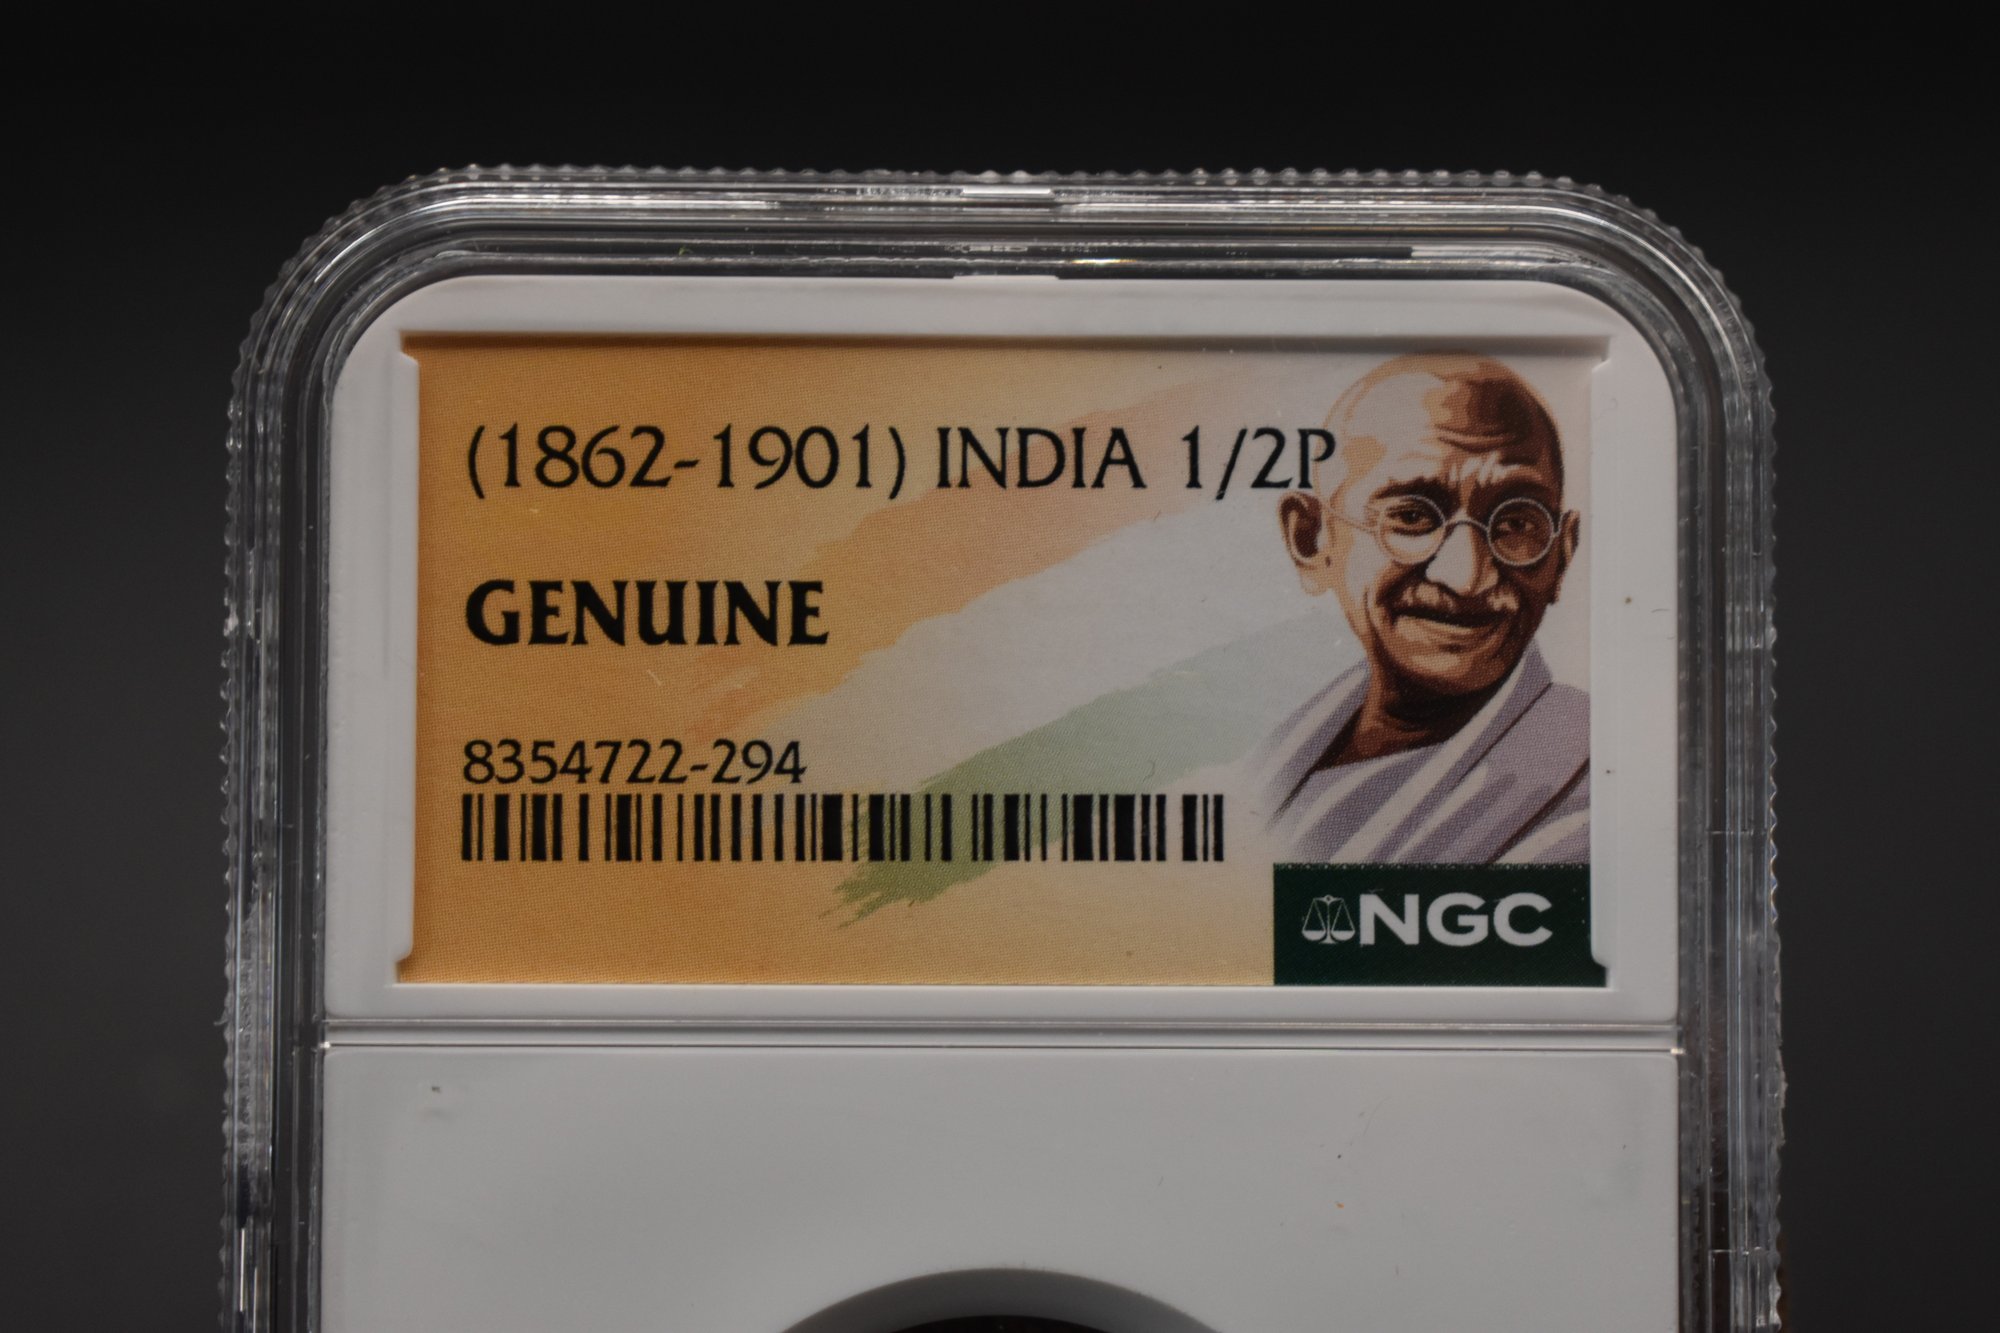 (1862-1901) INDIA 1/2P
GENUINE
8354722-294
NGC